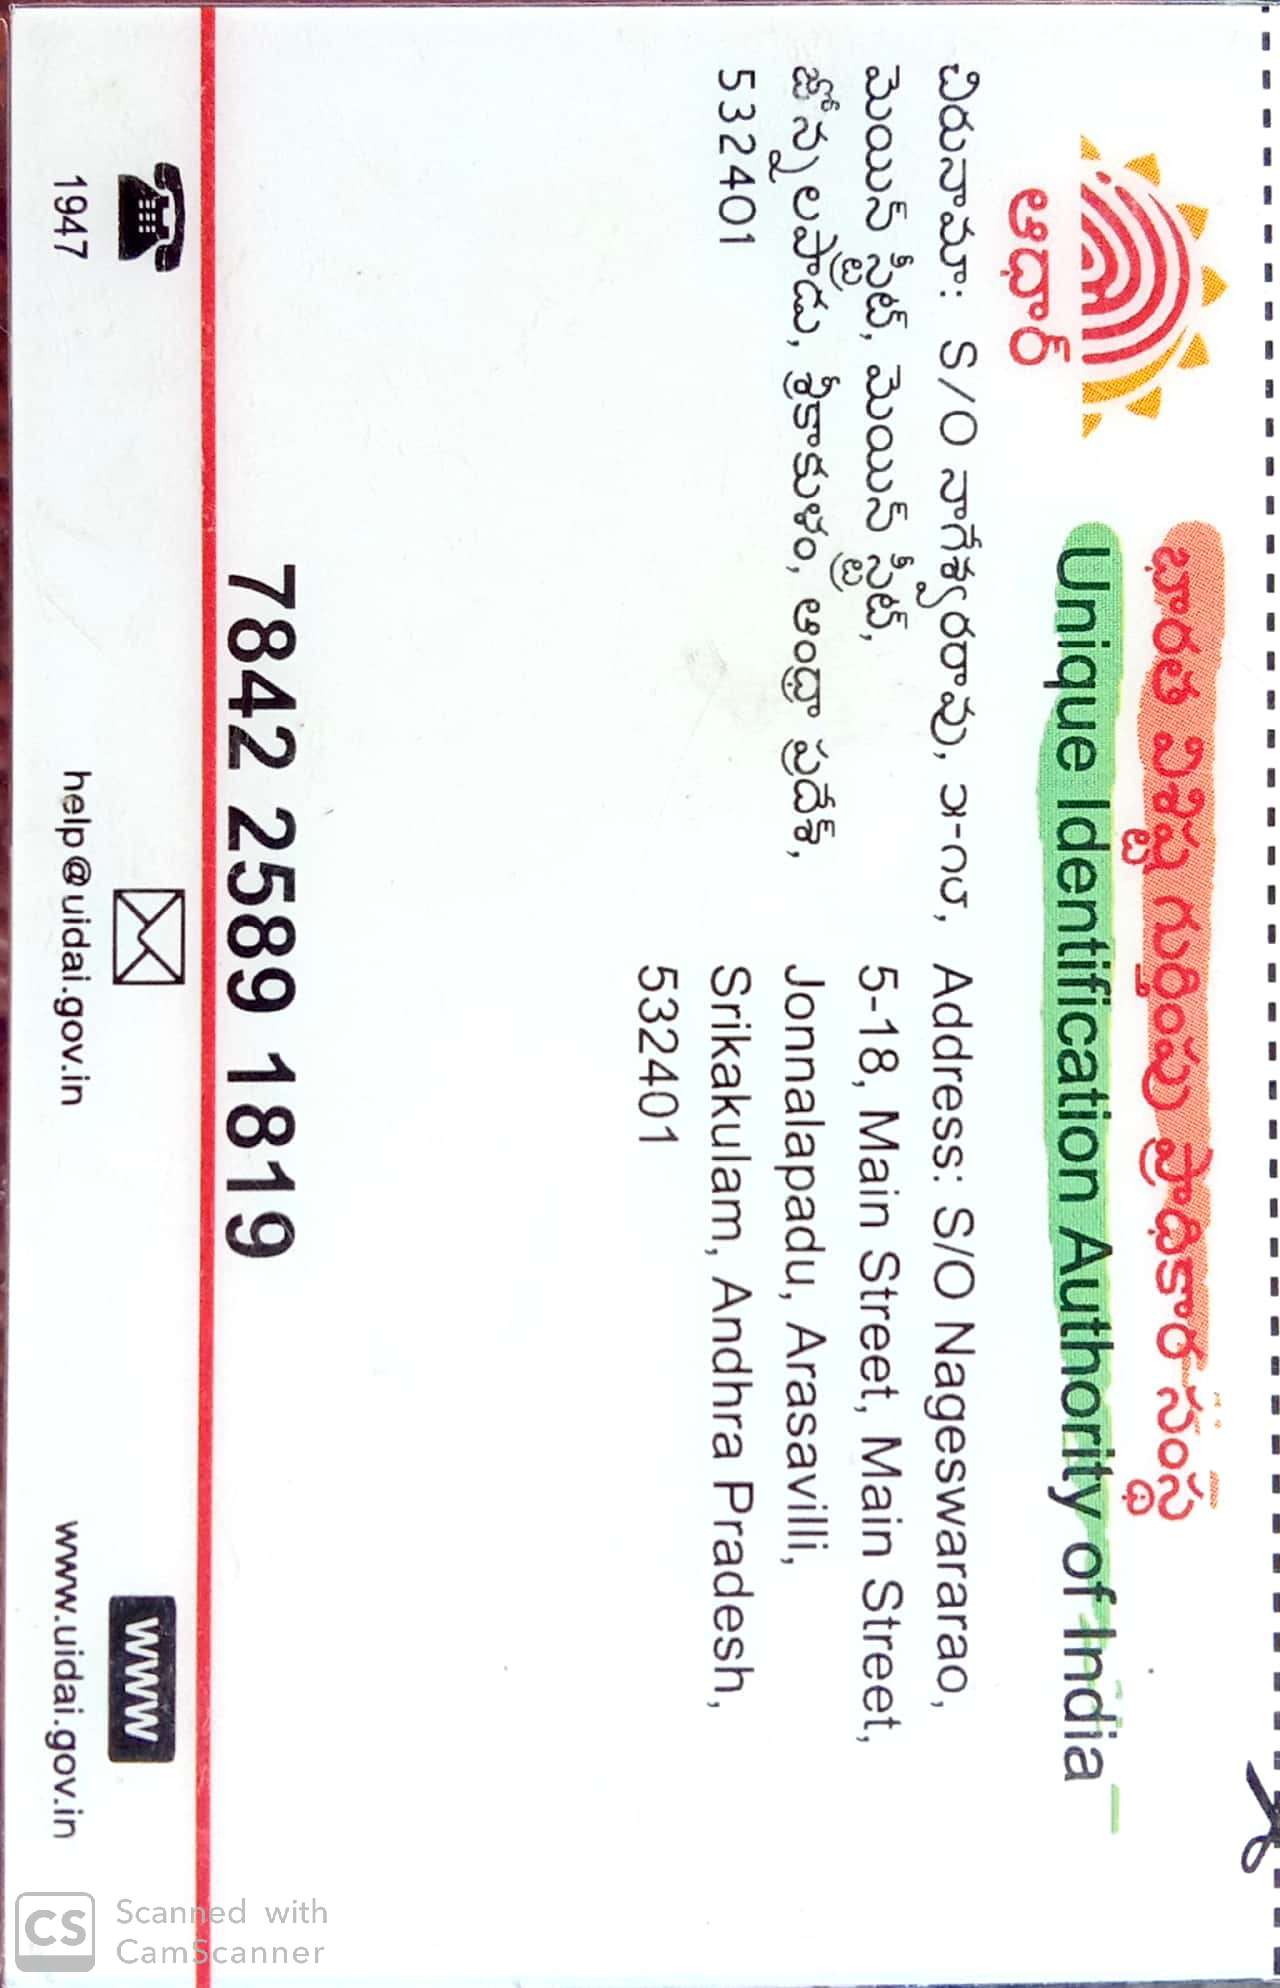 భారత విశిష్ట గుర్తింపు ప్రాధికార సంస్థ
Unique Identification Authority of India
ఆధార్
చిరునామా: S/O నాగేశ్వరరావు, ౫-౧౮,
మెయిన్ స్ట్రీట్, మెయిన్ స్ట్రీట్,
జోన్నలపాడు, శ్రీకాకుళం, ఆంధ్రా ప్రదేశ్,
532401
Address: S/O Nageswararao,
5-18, Main Street, Main Street,
Jonnalapadu, Arasavilli,
Srikakulam, Andhra Pradesh,
532401
7842 2589 1819
1947
help@uidai.gov.in
WWW
www.uidai.gov.in
CS
Scanned with
CamScanner